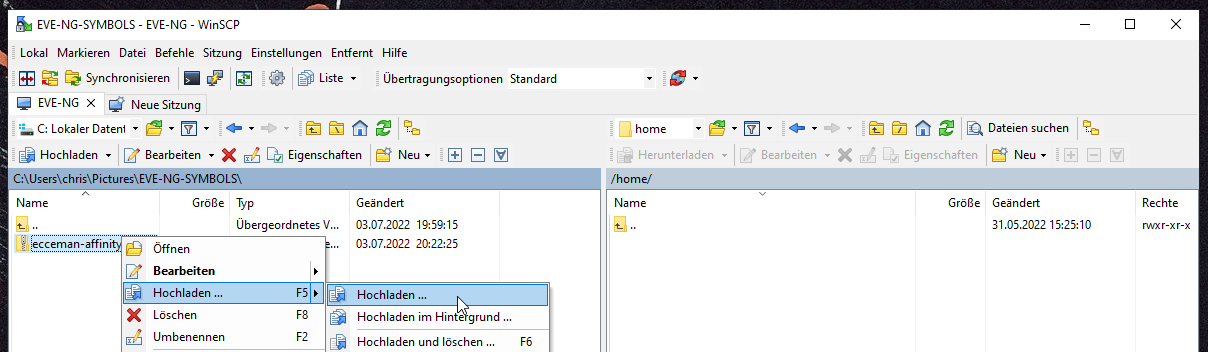 EVE-NG-SYMBOLS - EVE-NG - WinSCP
Lokal Markieren Datei Befehle Sitzung Einstellungen Entfernt Hilfe
Synchronisieren Liste Übertragungsoptionen Standard
EVE-NG Neue Sitzung
C: Lokaler Datent home Dateien suchen
Hochladen Bearbeiten Eigenschaften Neu Herunterladen Bearbeiten Eigenschaften Neu
C:\Users\chris\Pictures\EVE-NG-SYMBOLS\ /home/
Name Größe Typ Geändert Name Größe Geändert Rechte
.. Übergeordnetes V... 03.07.2022 19:59:15 .. 31.05.2022 15:25:10 rwxr-xr-x
ecceman-affinity e... 03.07.2022 20:22:25
Öffnen
Bearbeiten
Hochladen ... F5 Hochladen ...
Löschen F8 Hochladen im Hintergrund ...
Umbenennen F2 Hochladen und löschen ... F6